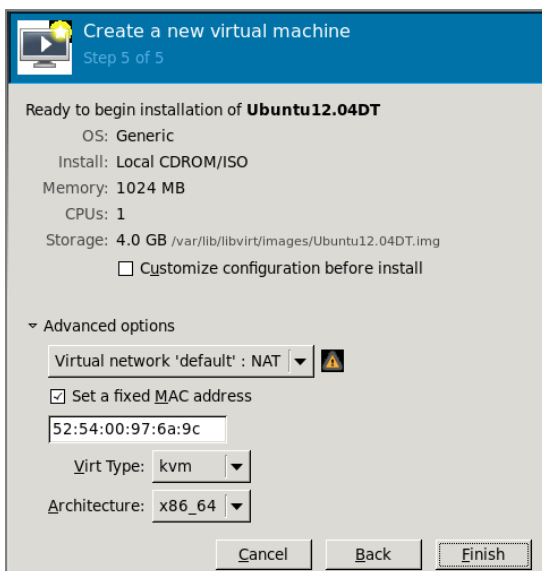 Create a new virtual machine
Step 5 of 5
Ready to begin installation of Ubuntu12.04DT
OS: Generic
Install: Local CDROM/ISO
Memory: 1024 MB
CPUs: 1
Storage: 4.0 GB /var/lib/libvirt/images/Ubuntu12.04DT.img
Customize configuration before install
Advanced options
Virtual network 'default' : NAT
Set a fixed MAC address
52:54:00:97:6a:9c
Virt Type: kvm
Architecture: x86_64
Cancel Back Finish